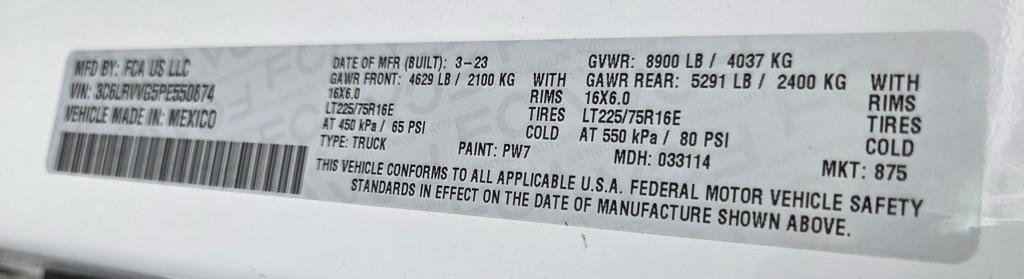 MFD BY: FCA US LLC
VIN: 3C6LRVVG5PE550874
VEHICLE MADE IN: MEXICO
DATE OF MFR (BUILT): 3-23
GVWR: 8900 LB / 4037 KG
GAWR FRONT: 4629 LB / 2100 KG WITH
16X6.0 RIMS
LT225/75R16E TIRES
AT 450 kPa / 65 PSI COLD
GAWR REAR: 5291 LB / 2400 KG WITH
16X6.0 RIMS
LT225/75R16E TIRES
AT 550 kPa / 80 PSI COLD
TYPE: TRUCK PAINT: PW7 MDH: 033114 MKT: 875
THIS VEHICLE CONFORMS TO ALL APPLICABLE U.S.A. FEDERAL MOTOR VEHICLE SAFETY
STANDARDS IN EFFECT ON THE DATE OF MANUFACTURE SHOWN ABOVE.